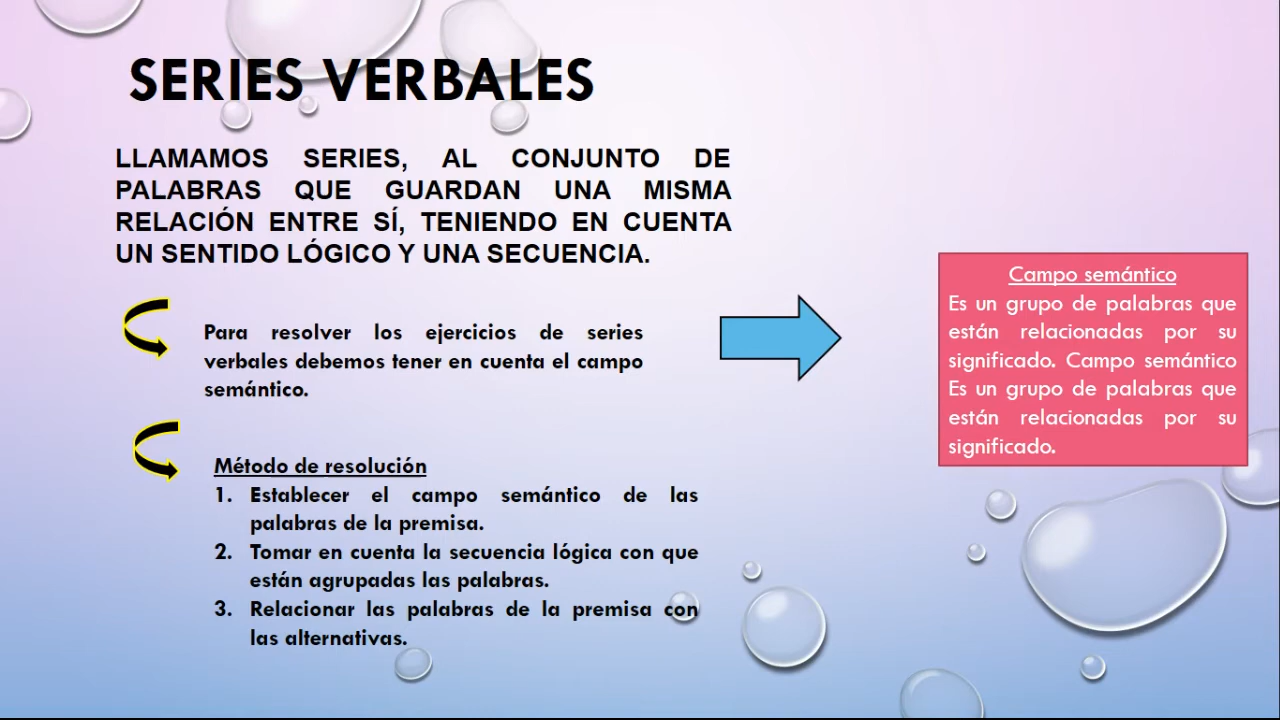 SERIES VERBALES
LLAMAMOS SERIES, AL CONJUNTO DE
PALABRAS QUE GUARDAN UNA MISMA
RELACIÓN ENTRE SÍ, TENIENDO EN CUENTA
UN SENTIDO LÓGICO Y UNA SECUENCIA.
Para resolver los ejercicios de series
verbales debemos tener en cuenta el campo
semántico.
Método de resolución
1. Establecer el campo semántico de las
palabras de la premisa.
2. Tomar en cuenta la secuencia lógica con que
están agrupadas las palabras.
3. Relacionar las palabras de la premisa con
las alternativas.
Campo semántico
Es un grupo de palabras que
están relacionadas por su
significado. Campo semántico
Es un grupo de palabras que
están relacionadas por su
significado.